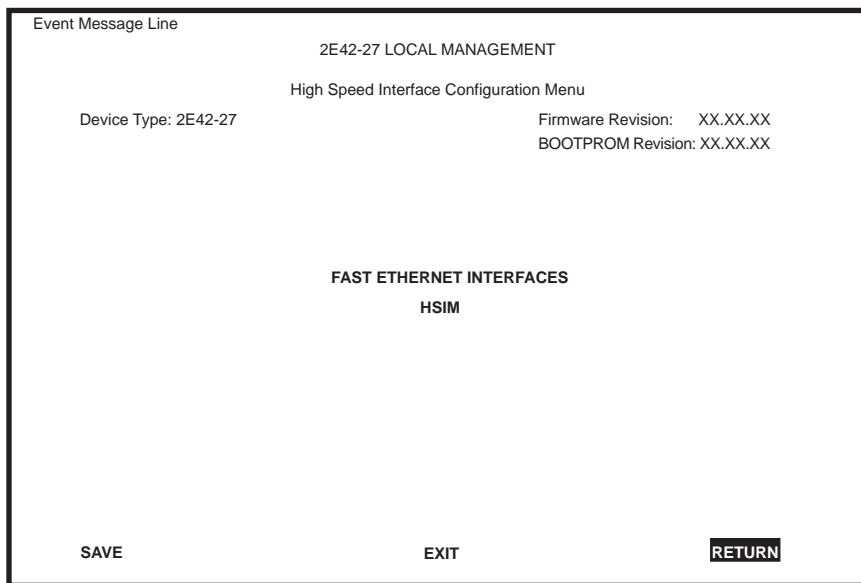 Event Message Line
2E42-27 LOCAL MANAGEMENT
High Speed Interface Configuration Menu
Device Type: 2E42-27 Firmware Revision: XX.XX.XX
BOOTPROM Revision: XX.XX.XX
FAST ETHERNET INTERFACES
HSIM
SAVE EXIT RETURN